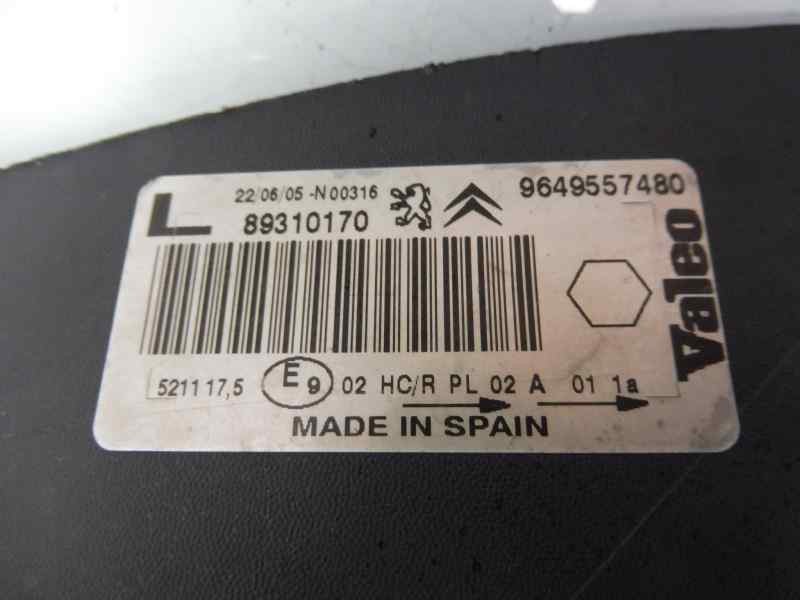 L
22/06/05 -N 00316
89310170
9649557480
Valeo
5211 17,5 E 9 02 HC/R PL 02 A 01 1a
MADE IN SPAIN